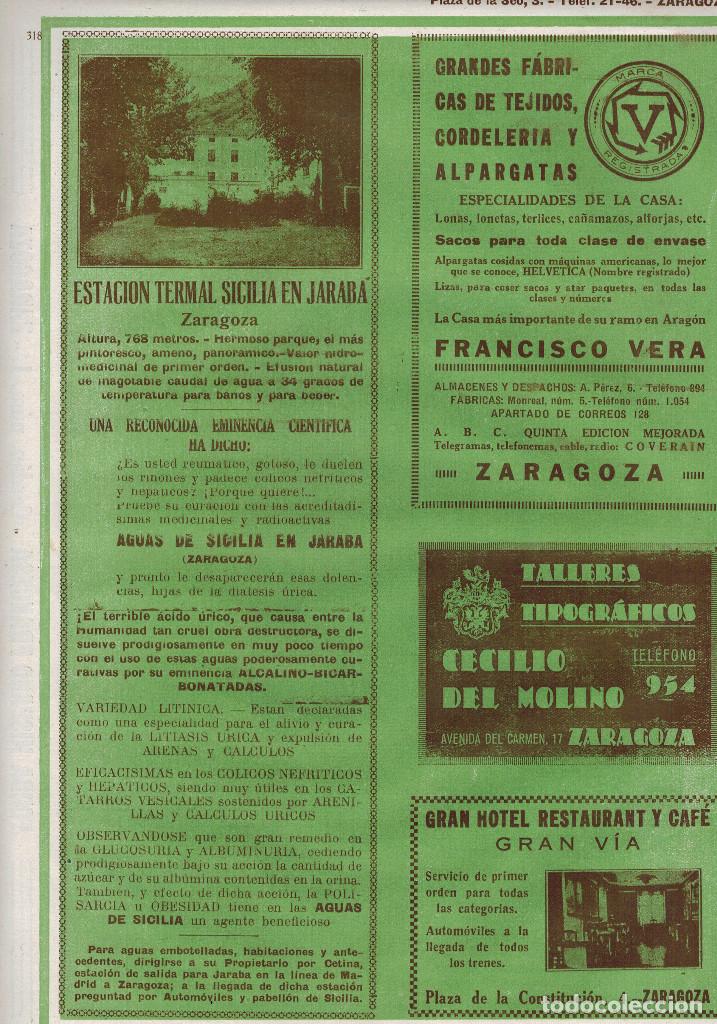 Plaza de la Seo, 3. - Teléf. 21-46. - ZARAGOZA
318
ESTACION TERMAL SICILIA EN JARABA
Zaragoza
Altura, 768 metros. - Hermoso parque; el más
pintoresco, ameno, panorámico.-Valor hidro-
medicinal de primer orden. - Efusión natural
de inagotable caudal de agua a 34 grados de
temperatura para baños y para beber.
UNA RECONOCIDA EMINENCIA CIENTIFICA
HA DICHO:
¿Es usted reumático, gotoso, le duelen
los riñones y padece cólicos nefríticos
y hepáticos? ¡Porque quiere!...
Pruebe su curación con las acreditadí-
simas medicinales y radioactivas
AGUAS DE SICILIA EN JARABA
(ZARAGOZA)
y pronto le desaparecerán esas dolen-
cias, hijas de la diatesis úrica.
¡El terrible ácido úrico, que causa entre la
Humanidad tan cruel obra destructora, se di-
suelve prodigiosamente en muy poco tiempo
con el uso de estas aguas poderosamente cu-
rativas por su eminencia ALCALINO-BICAR-
BONATADAS.
VARIEDAD LITINICA. — Están declaradas
como una especialidad para el alivio y cura-
ción de la LITIASIS URICA y expulsión de
ARENAS y CALCULOS
EFICACISIMAS en los COLICOS NEFRITICOS
y HEPATICOS, siendo muy útiles en los CA-
TARROS VESICALES sostenidos por ARENI-
LLAS y CALCULOS URICOS
OBSERVANDOSE que son gran remedio en
la GLUCOSURIA y ALBUMINURIA, cediendo
prodigiosamente bajo su acción la cantidad de
azúcar y de su albúmina contenidas en la orina.
También, y efecto de dicha acción, la POLI-
SARCIA u OBESIDAD tiene en las AGUAS
DE SICILIA un agente beneficioso
Para aguas embotelladas, habitaciones y ante-
cedentes, dirigirse a su Propietario por Cetina,
estación de salida para Jaraba en la línea de Ma-
drid a Zaragoza; a la llegada de dicha estación
preguntad por Automóviles y pabellón de Sicilia.
GRANDES FÁBRI-
CAS DE TEJIDOS,
CORDELERIA Y
ALPARGATAS
MARCA
V
REGISTRADA
ESPECIALIDADES DE LA CASA:
Lonas, lonetas, terlices, cañamazos, alforjas, etc.
Sacos para toda clase de envase
Alpargatas cosidas con máquinas americanas, lo mejor
que se conoce, HELVETICA (Nombre registrado)
Lizas, para coser sacos y atar paquetes, en todas las
clases y números
La Casa más importante de su ramo en Aragón
FRANCISCO VERA
ALMACENES Y DESPACHOS: A. Pérez, 6. - Teléfono 894
FÁBRICAS: Monreal, núm. 5.-Teléfono núm. 1.054
APARTADO DE CORREOS 128
A. B. C. QUINTA EDICION MEJORADA
Telegramas, telefonemas, cable, radio: COVERAIN
ZARAGOZA
TALLERES
TIPOGRÁFICOS
CECILIO
DEL MOLINO
TELÉFONO
954
AVENIDA DEL CARMEN, 17 ZARAGOZA
GRAN HOTEL RESTAURANT Y CAFÉ
GRAN VÍA
Servicio de primer
orden para todas
las categorías.
Automóviles a la
llegada de todos
los trenes.
Plaza de la Constitución, 4 - ZARAGOZA
todocoleccion